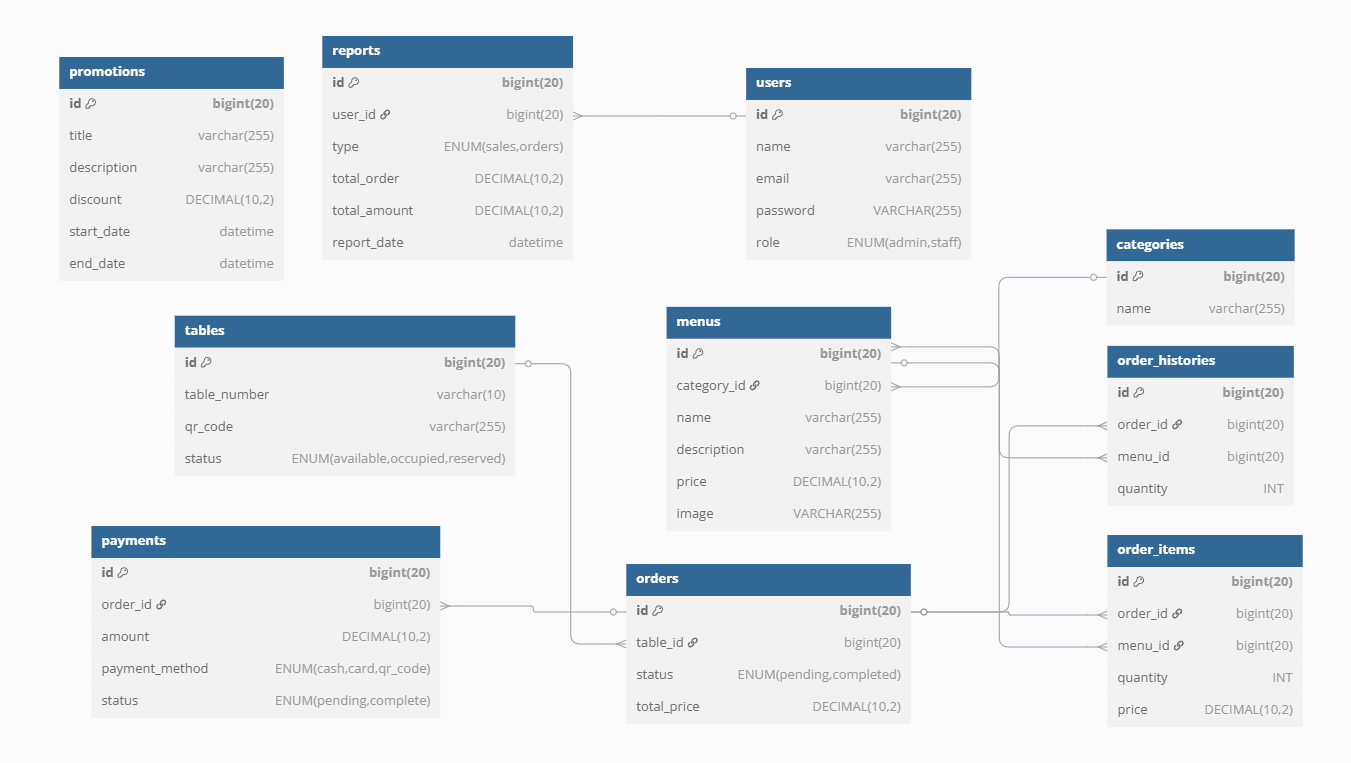 promotions
id bigint(20)
title varchar(255)
description varchar(255)
discount DECIMAL(10,2)
start_date datetime
end_date datetime
reports
id bigint(20)
user_id bigint(20)
type ENUM(sales,orders)
total_order DECIMAL(10,2)
total_amount DECIMAL(10,2)
report_date datetime
users
id bigint(20)
name varchar(255)
email varchar(255)
password VARCHAR(255)
role ENUM(admin,staff)
categories
id bigint(20)
name varchar(255)
tables
id bigint(20)
table_number varchar(10)
qr_code varchar(255)
status ENUM(available,occupied,reserved)
menus
id bigint(20)
category_id bigint(20)
name varchar(255)
description varchar(255)
price DECIMAL(10,2)
image VARCHAR(255)
order_histories
id bigint(20)
order_id bigint(20)
menu_id bigint(20)
quantity INT
payments
id bigint(20)
order_id bigint(20)
amount DECIMAL(10,2)
payment_method ENUM(cash,card,qr_code)
status ENUM(pending,complete)
orders
id bigint(20)
table_id bigint(20)
status ENUM(pending,completed)
total_price DECIMAL(10,2)
order_items
id bigint(20)
order_id bigint(20)
menu_id bigint(20)
quantity INT
price DECIMAL(10,2)